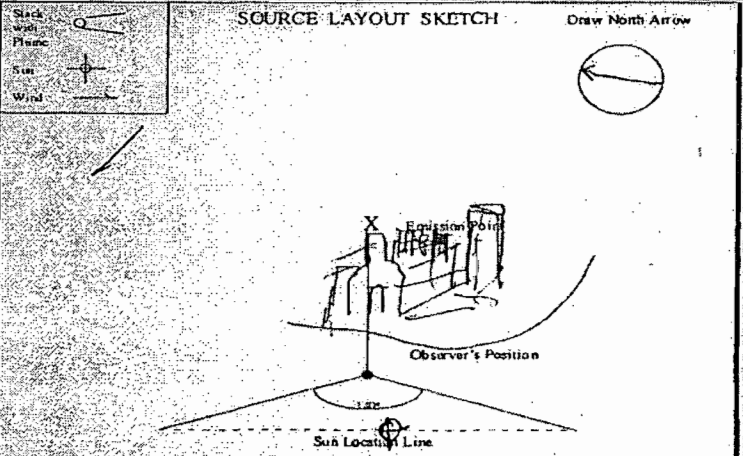 Stack
with
Plume
Sun
Wind
SOURCE LAYOUT SKETCH
Draw North Arrow
X Emission Point
Observer's Position
Sun Location Line